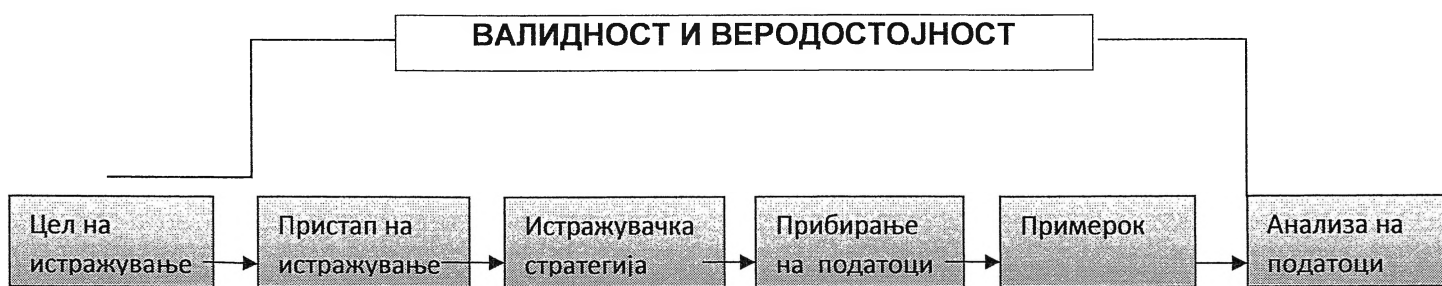 ВАЛИДНОСТ И ВЕРОДОСТОЈНОСТ
Цел на
истражување
Пристап на
истражување
Истражувачка
стратегија
Прибирање
на податоци
Примерок
Анализа на
податоци